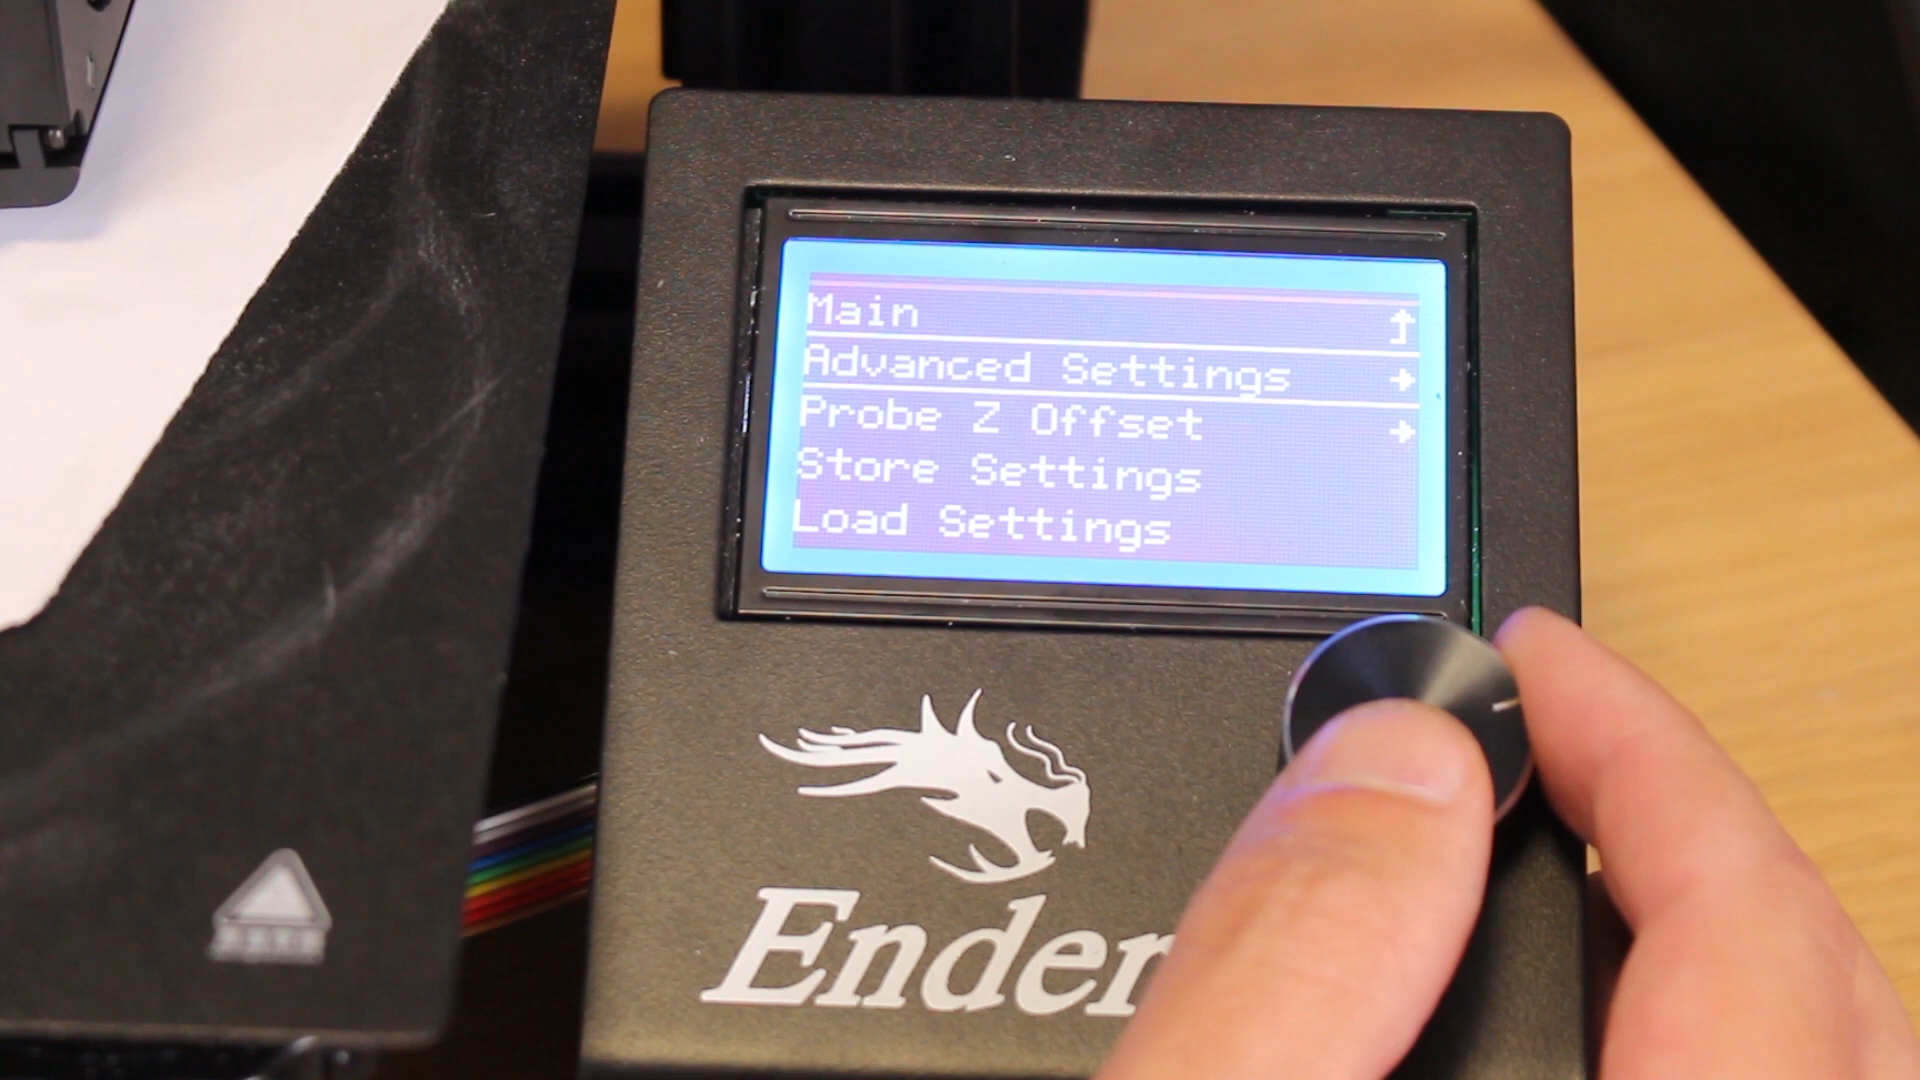 Main
Advanced Settings
Probe Z Offset
Store Settings
Load Settings
Ender